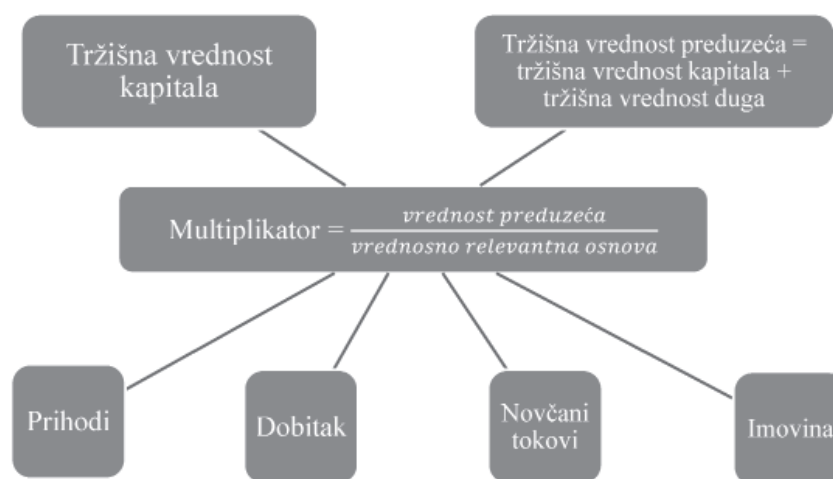 Tržišna vrednost
kapitala
Tržišna vrednost preduzeća =
tržišna vrednost kapitala +
tržišna vrednost duga
Multiplikator = vrednost preduzeća / vrednosno relevantna osnova
Prihodi
Dobitak
Novčani
tokovi
Imovina